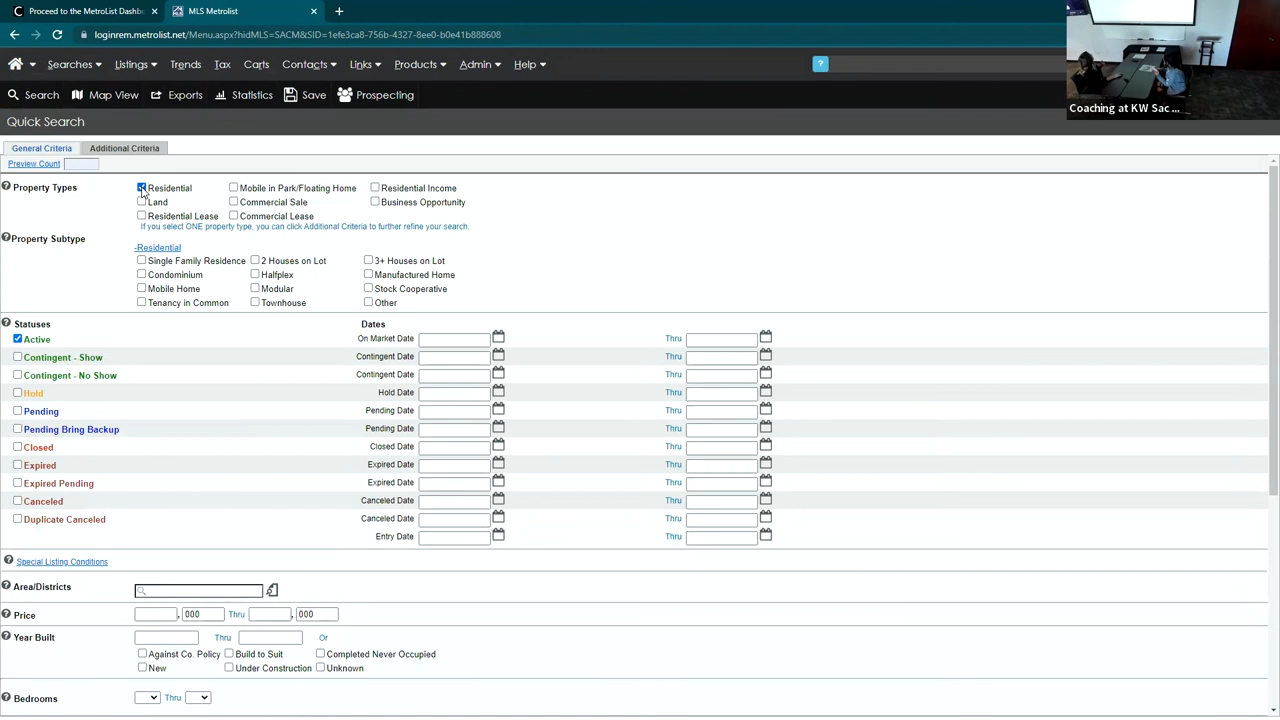 Proceed to the MetroList Dashb
MLS Metrolist
loginrem.metrolist.net/Menu.aspx?hidMLS=SACM&SID=1efe3ca8-756b-4327-8ee0-b0e41b888608
Searches Listings Trends Tax Carts Contacts Links Products Admin Help ?
Search Map View Exports Statistics Save Prospecting
Coaching at KW Sac ...
Quick Search
General Criteria Additional Criteria
Preview Count
Property Types
Residential Mobile in Park/Floating Home Residential Income
Land Commercial Sale Business Opportunity
Residential Lease Commercial Lease
If you select ONE property type, you can click Additional Criteria to further refine your search.
Property Subtype
-Residential
Single Family Residence 2 Houses on Lot 3+ Houses on Lot
Condominium Halfplex Manufactured Home
Mobile Home Modular Stock Cooperative
Tenancy in Common Townhouse Other
Statuses Dates
Active On Market Date Thru
Contingent - Show Contingent Date Thru
Contingent - No Show Contingent Date Thru
Hold Hold Date Thru
Pending Pending Date Thru
Pending Bring Backup Pending Date Thru
Closed Closed Date Thru
Expired Expired Date Thru
Expired Pending Expired Date Thru
Canceled Canceled Date Thru
Duplicate Canceled Canceled Date Thru
Entry Date Thru
Special Listing Conditions
Area/Districts
Price , 000 Thru , 000
Year Built Thru Or
Against Co. Policy Build to Suit Completed Never Occupied
New Under Construction Unknown
Bedrooms Thru